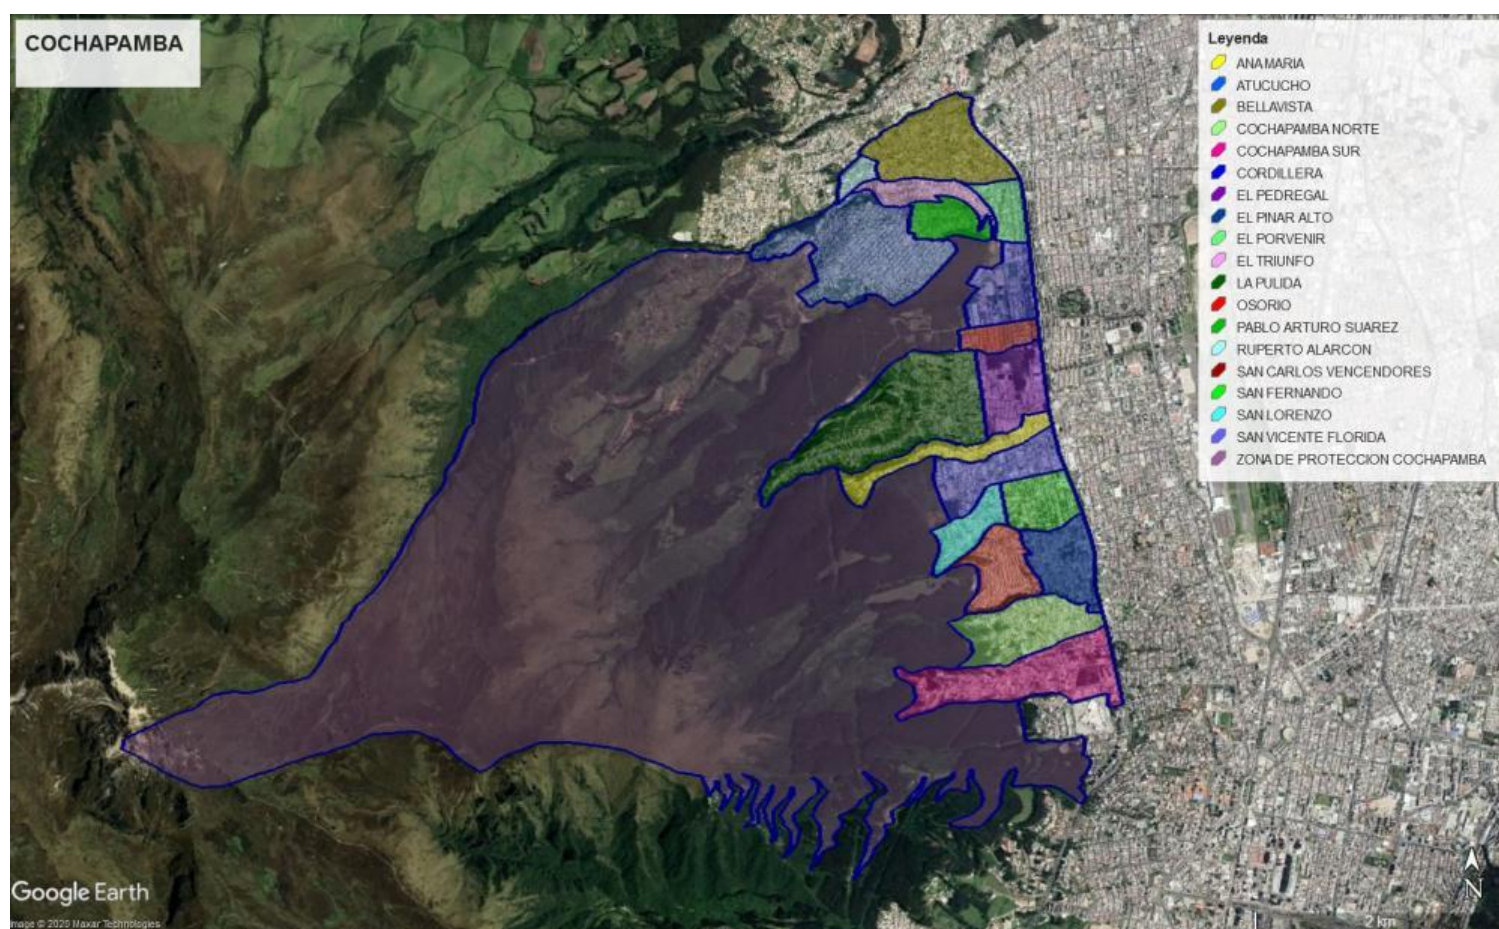 COCHAPAMBA
Leyenda
ANA MARIA
ATUCUCHO
BELLAVISTA
COCHAPAMBA NORTE
COCHAPAMBA SUR
CORDILLERA
EL PEDREGAL
EL PINAR ALTO
EL PORVENIR
EL TRIUNFO
LA PULIDA
OSORIO
PABLO ARTURO SUAREZ
RUPERTO ALARCON
SAN CARLOS VENCENDORES
SAN FERNANDO
SAN LORENZO
SAN VICENTE FLORIDA
ZONA DE PROTECCION COCHAPAMBA
Google Earth
Image © 2020 Maxar Technologies
N
2 km